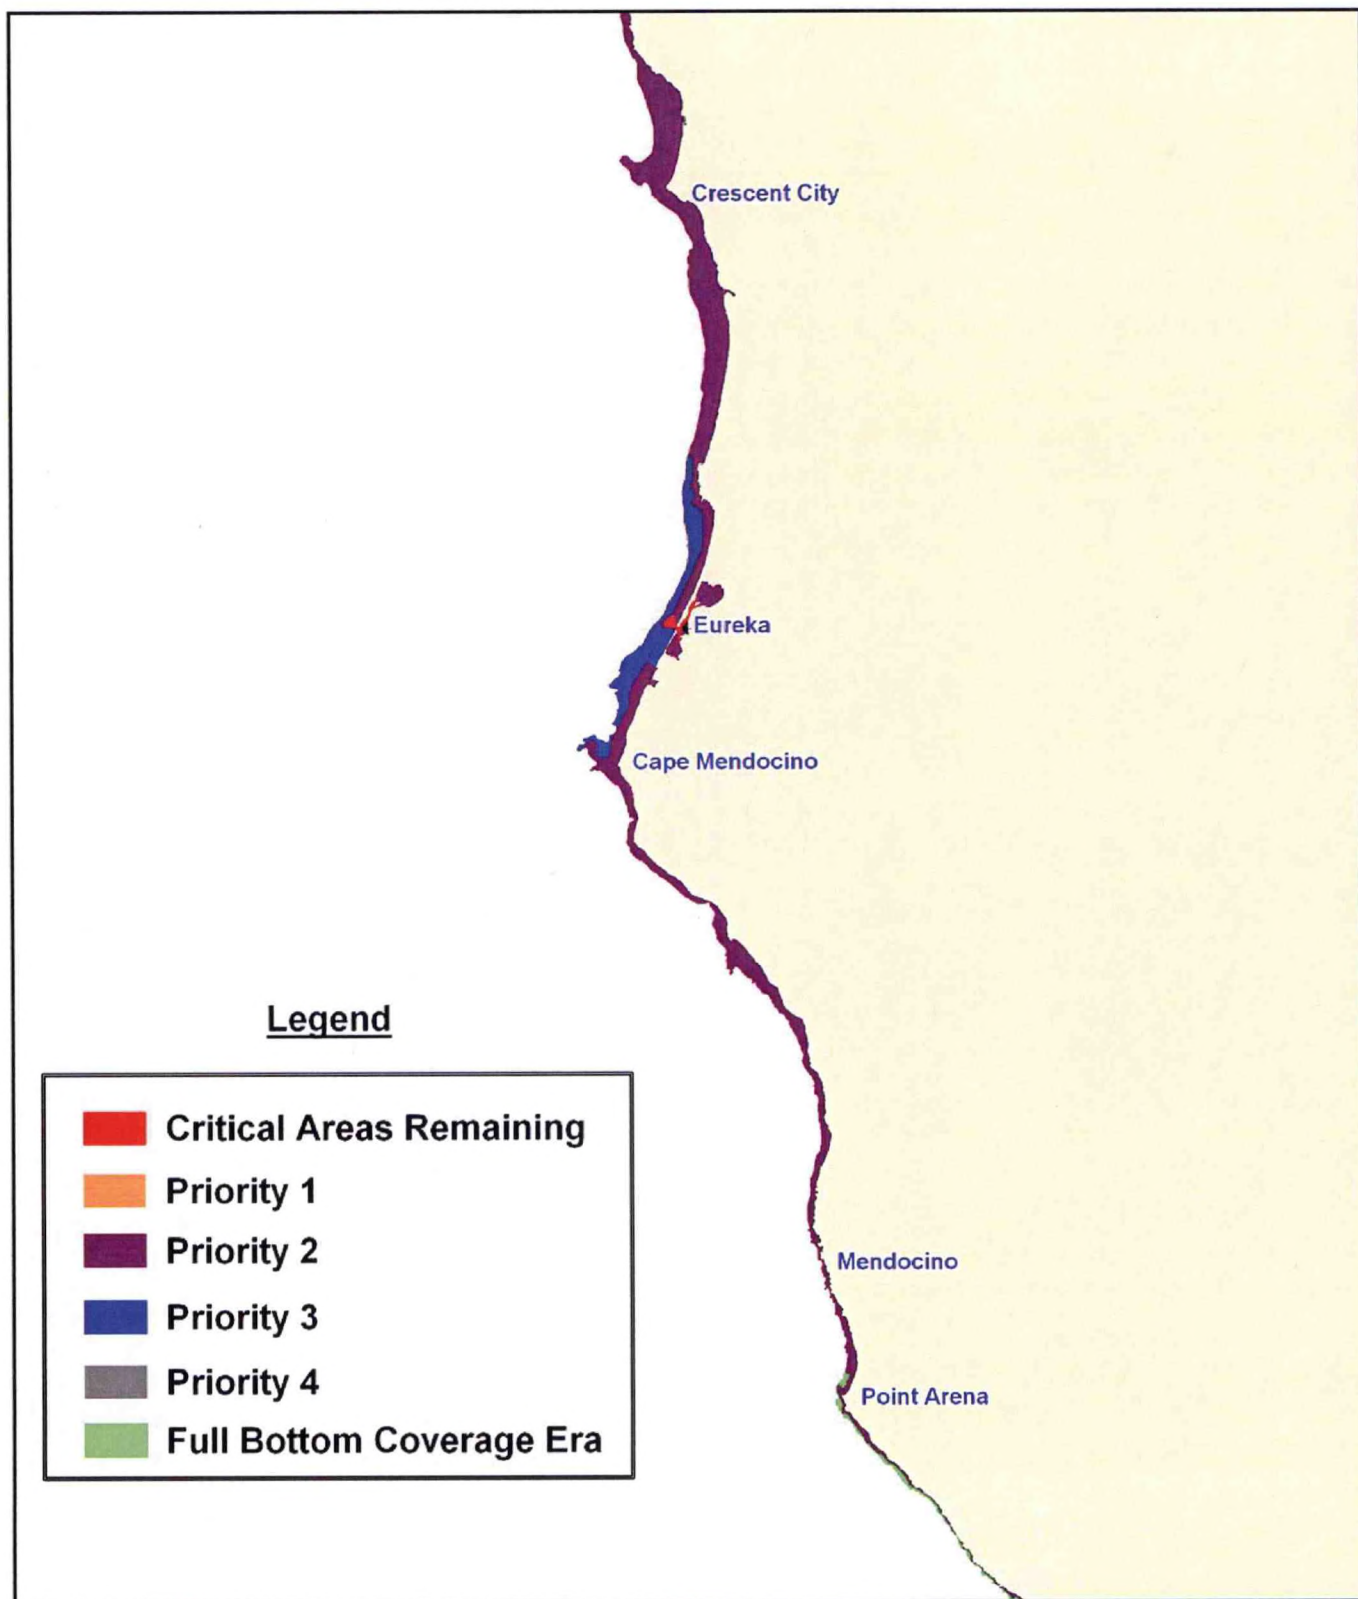 Crescent City
Eureka
Cape Mendocino
Legend
Critical Areas Remaining
Priority 1
Priority 2
Mendocino
Priority 3
Priority 4
Point Arena
Full Bottom Coverage Era